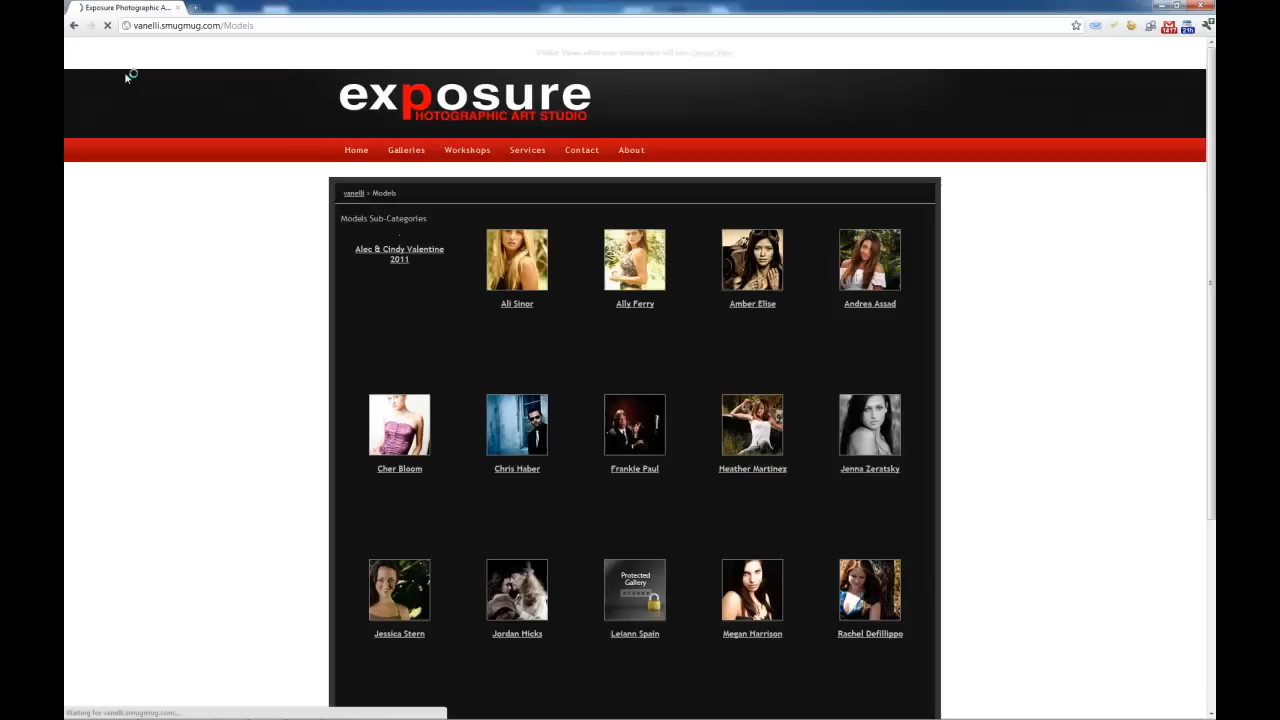 Exposure Photographic A...
vanelli.smugmug.com/Models
1417
21h
exposure
PHOTOGRAPHIC ART STUDIO
Home Galleries Workshops Services Contact About
vanelli > Models
Models Sub-Categories
Alec & Cindy Valentine
2011
Ali Sinor
Ally Ferry
Amber Elise
Andrea Assad
Cher Bloom
Chris Haber
Frankie Paul
Heather Martinez
Jenna Zeratsky
Protected
Gallery
Jessica Stern
Jordan Hicks
Leiann Spain
Megan Harrison
Rachel Defillippo
Waiting for vanelli.smugmug.com...